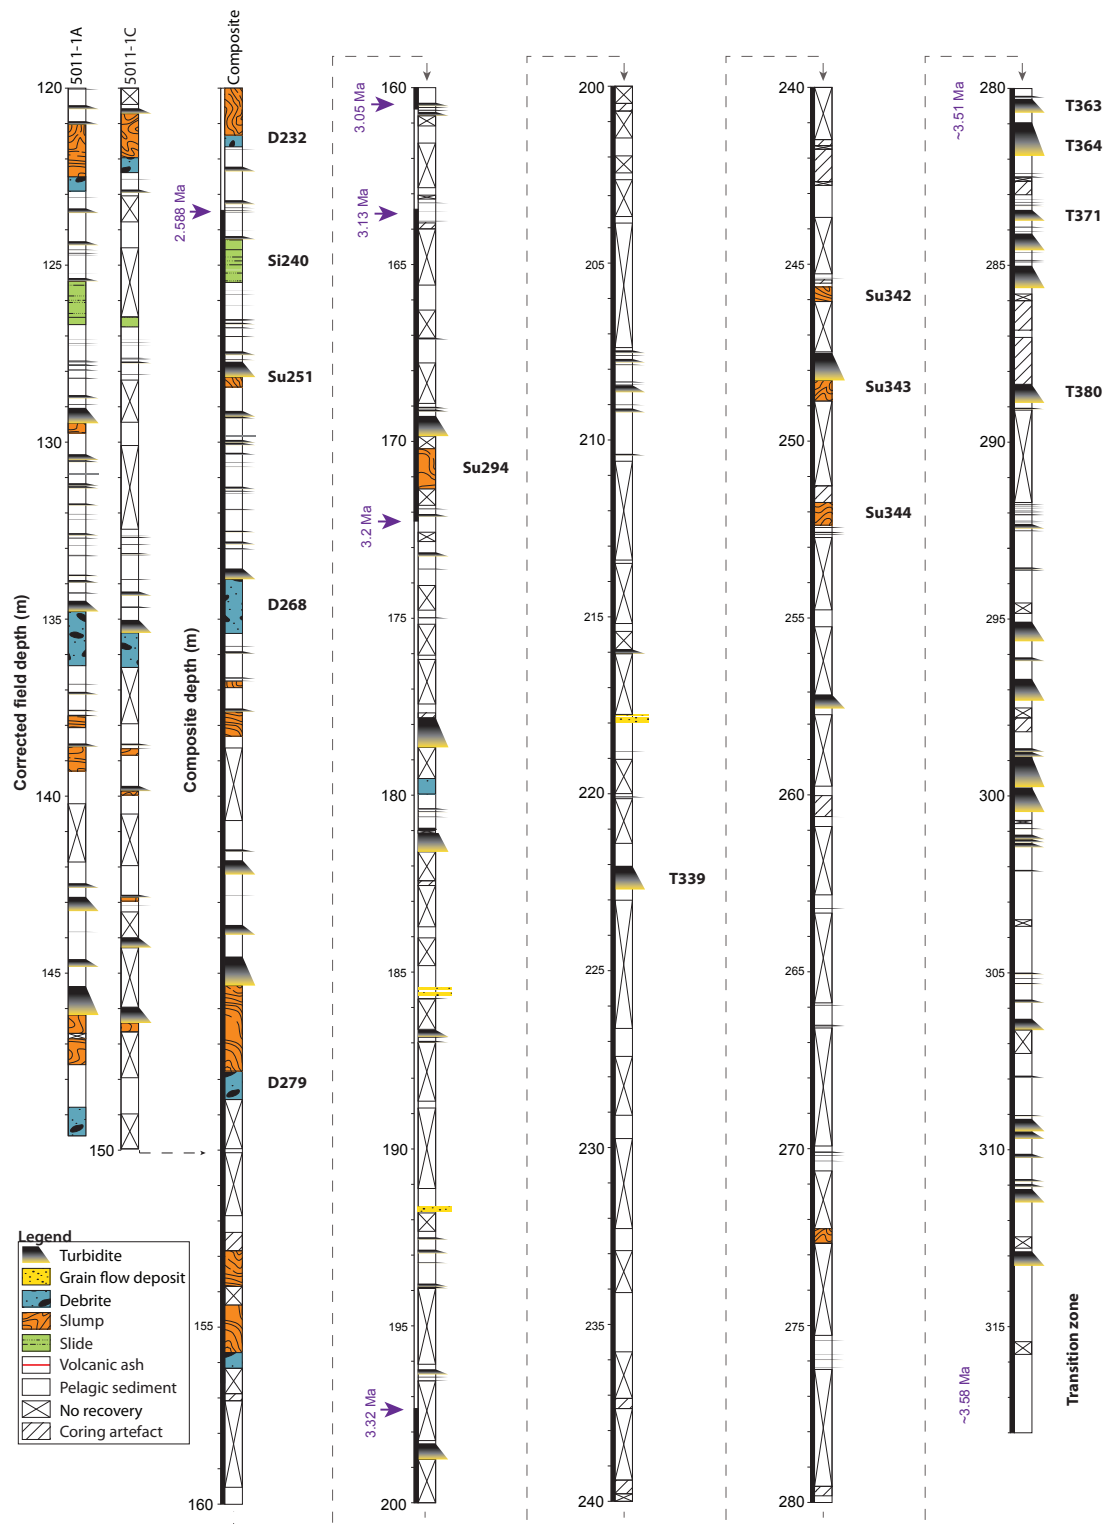 5011-1A
5011-1C
Composite
120
125
130
135
140
145
150
Corrected field depth (m)
Composite depth (m)
2.588 Ma
D232
Si240
Su251
D268
D279
155
160
160
165
170
175
180
185
190
195
200
3.05 Ma
3.13 Ma
3.2 Ma
3.32 Ma
Su294
200
205
210
215
220
225
230
235
240
T339
240
245
250
255
260
265
270
275
280
Su342
Su343
Su344
280
285
290
295
300
305
310
315
~3.51 Ma
~3.58 Ma
T363
T364
T371
T380
Transition zone
Legend
Turbidite
Grain flow deposit
Debrite
Slump
Slide
Volcanic ash
Pelagic sediment
No recovery
Coring artefact